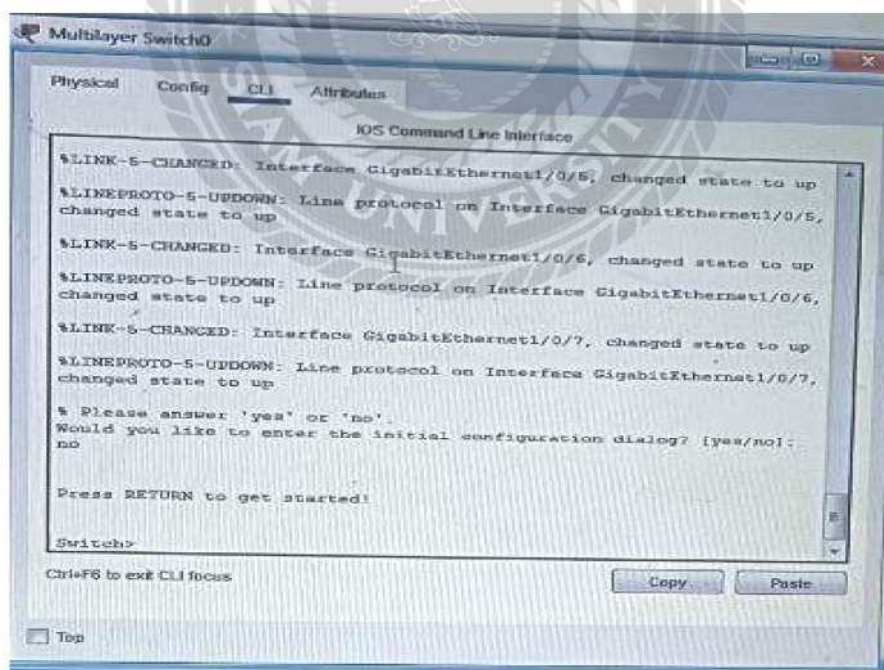 Multilayer Switch0
Physical Config CLI Attributes
IOS Command Line Interface
%LINK-5-CHANGED: Interface GigabitEthernet1/0/5, changed state to up
%LINEPROTO-5-UPDOWN: Line protocol on Interface GigabitEthernet1/0/5,
changed state to up
%LINK-5-CHANGED: Interface GigabitEthernet1/0/6, changed state to up
%LINEPROTO-5-UPDOWN: Line protocol on Interface GigabitEthernet1/0/6,
changed state to up
%LINK-5-CHANGED: Interface GigabitEthernet1/0/7, changed state to up
%LINEPROTO-5-UPDOWN: Line protocol on Interface GigabitEthernet1/0/7,
changed state to up
% Please answer 'yes' or 'no'.
Would you like to enter the initial configuration dialog? [yes/no]:
no
Press RETURN to get started!
Switch>
Ctrl+F6 to exit CLI focus
Copy Paste
Top
UNIVERSITY